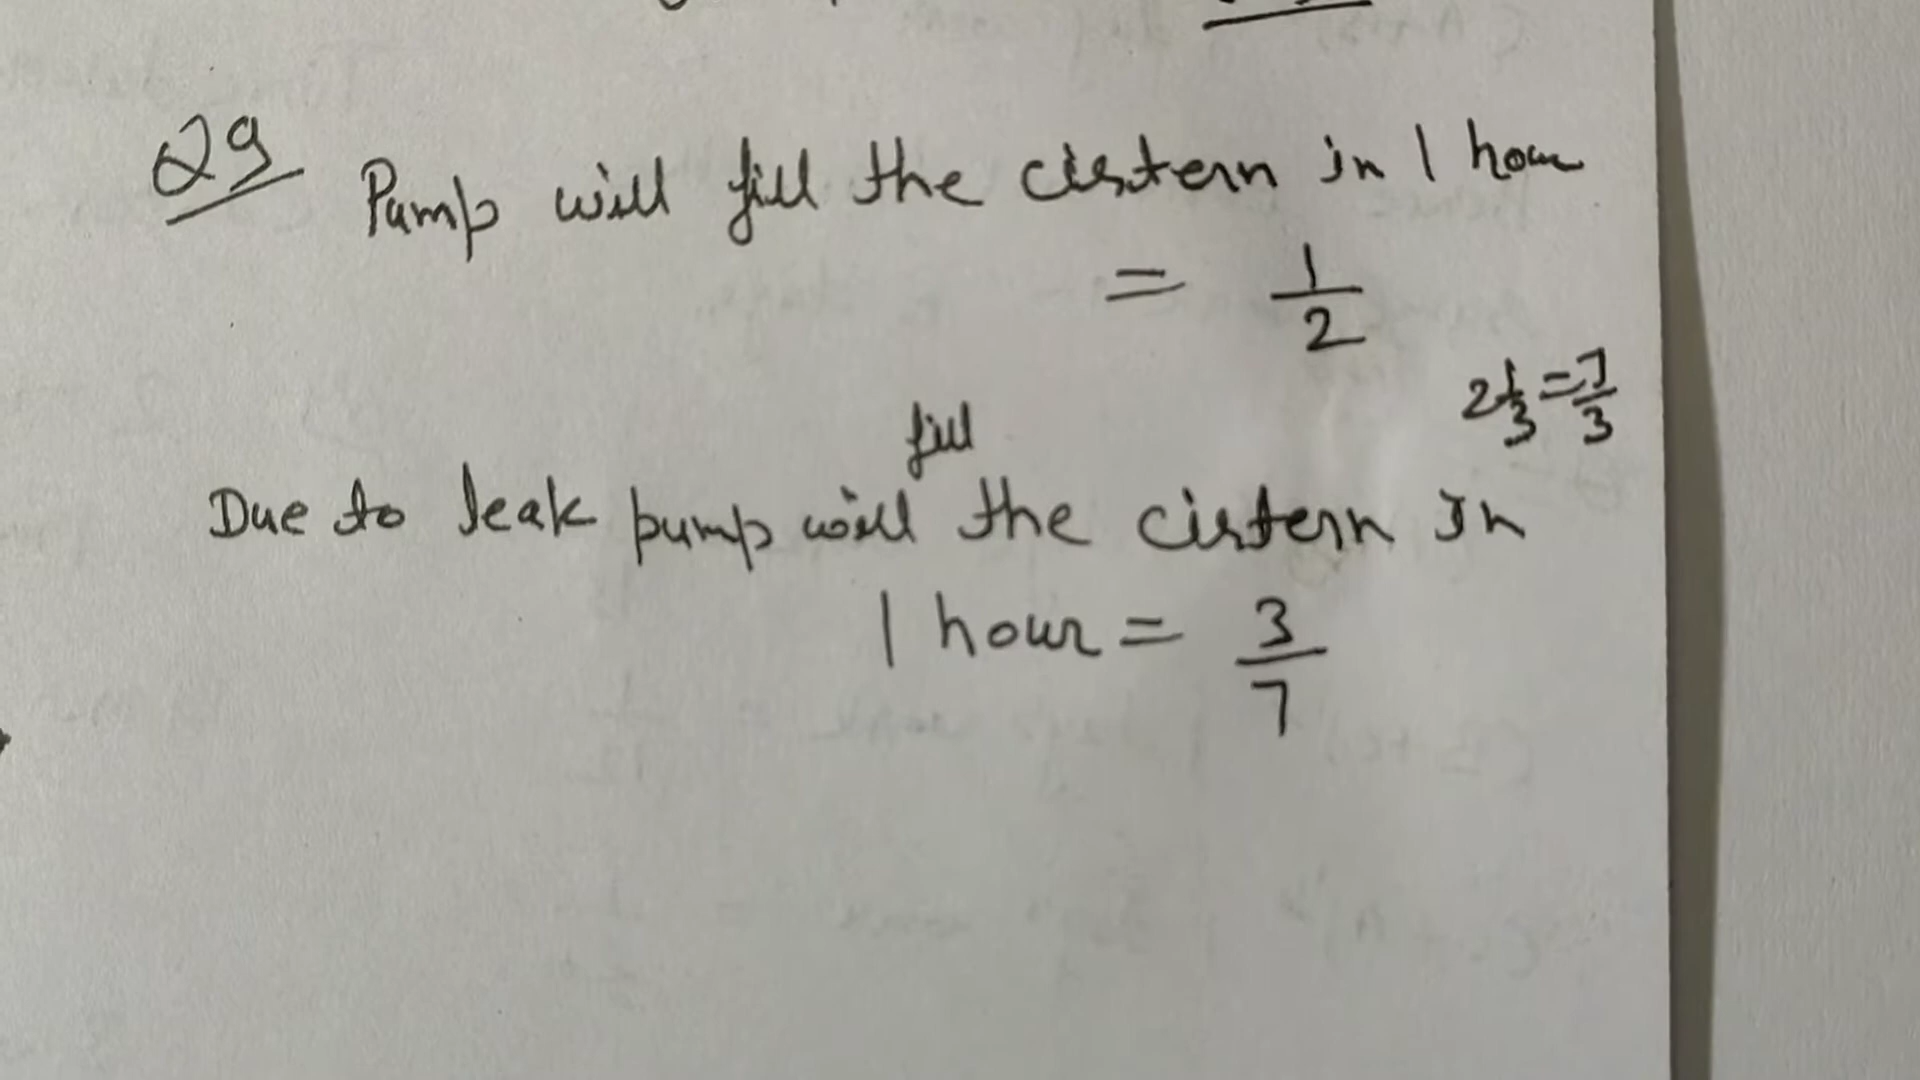 Q9 Pump will fill the cistern in 1 hour
= 1/2
2 1/3 = 7/3
fill
Due to leak pump will the cistern in
1 hour = 3/7